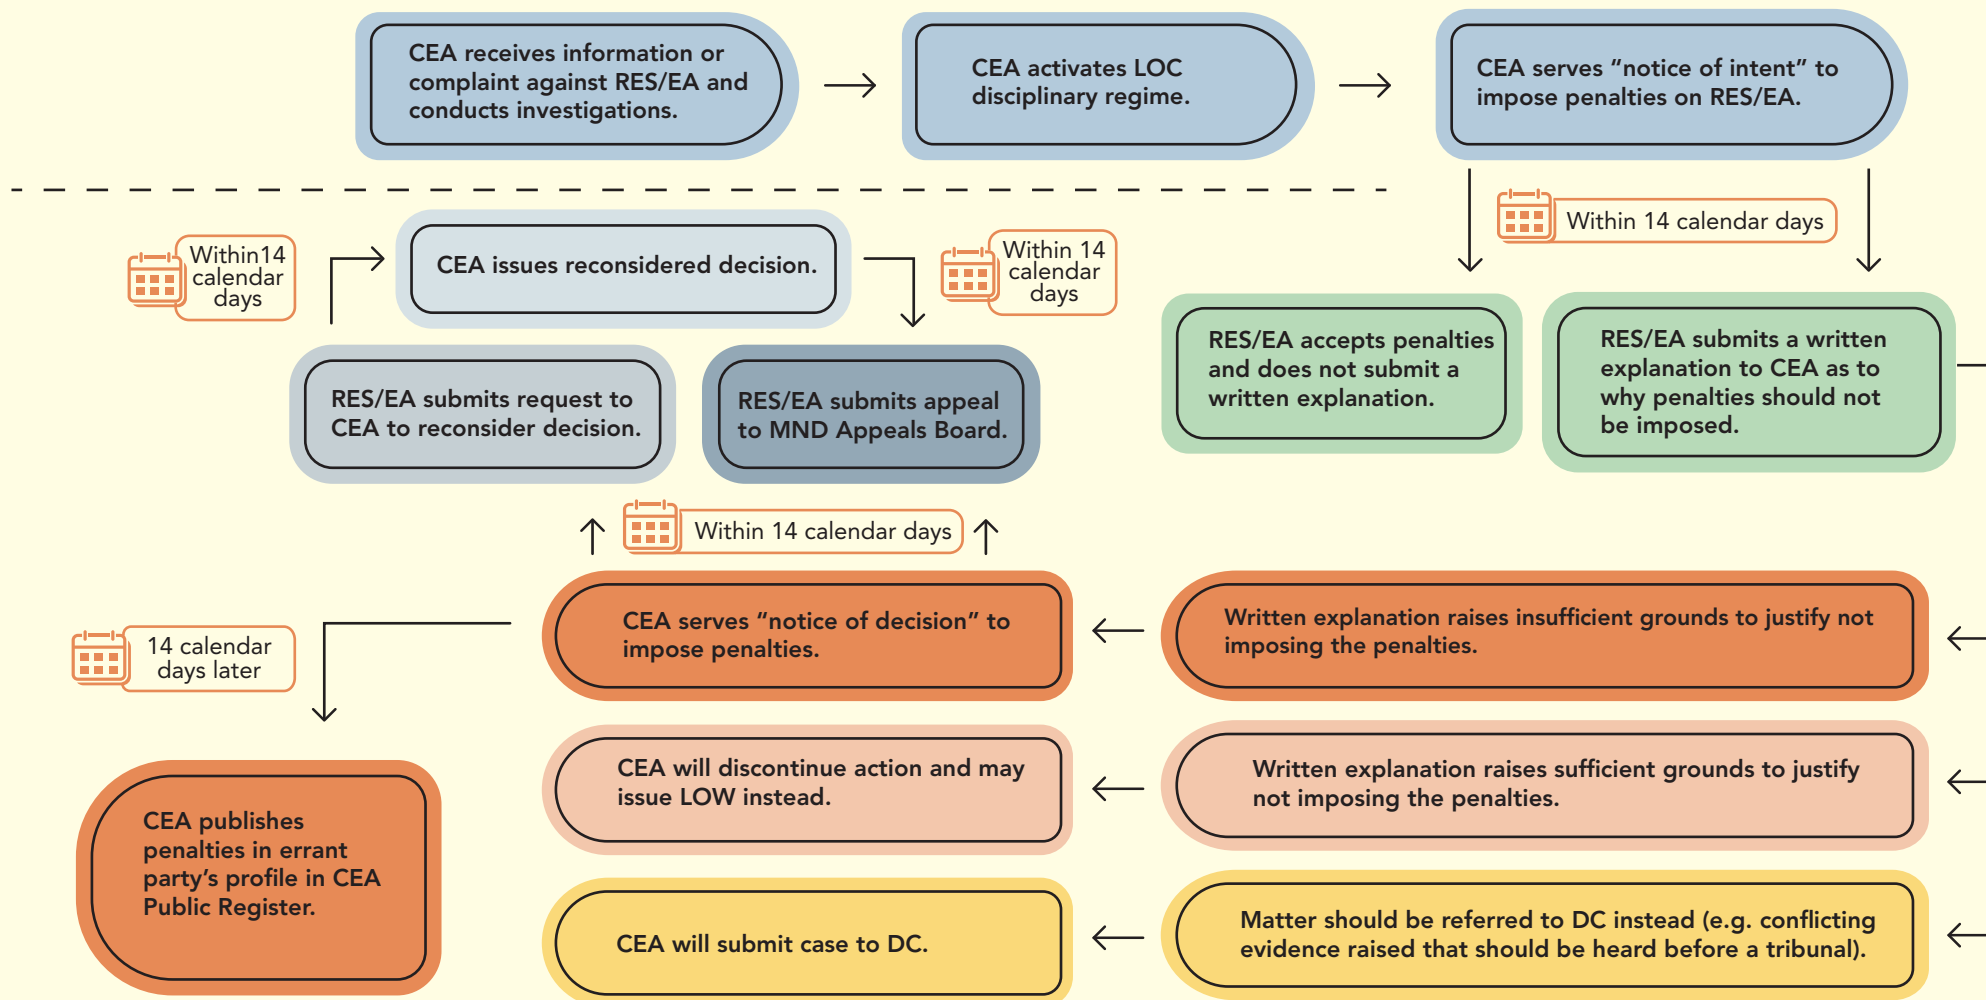 CEA receives information or
complaint against RES/EA and
conducts investigations.
CEA activates LOC
disciplinary regime.
CEA serves “notice of intent” to
impose penalties on RES/EA.
Within 14 calendar days
Within14
calendar
days
CEA issues reconsidered decision.
Within 14
calendar
days
RES/EA accepts penalties
and does not submit a
written explanation.
RES/EA submits a written
explanation to CEA as to
why penalties should not
be imposed.
RES/EA submits request to
CEA to reconsider decision.
RES/EA submits appeal
to MND Appeals Board.
Within 14 calendar days
CEA serves “notice of decision” to
impose penalties.
Written explanation raises insufficient grounds to justify not
imposing the penalties.
14 calendar
days later
CEA will discontinue action and may
issue LOW instead.
Written explanation raises sufficient grounds to justify
not imposing the penalties.
CEA publishes
penalties in errant
party’s profile in CEA
Public Register.
CEA will submit case to DC.
Matter should be referred to DC instead (e.g. conflicting
evidence raised that should be heard before a tribunal).